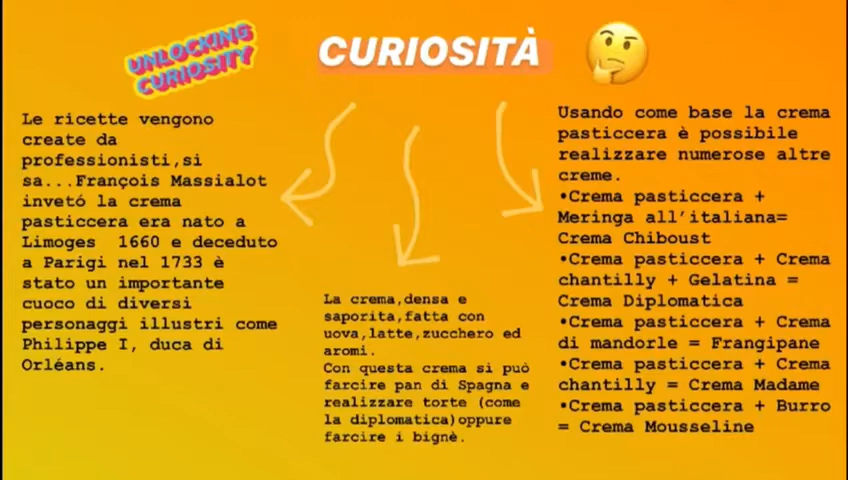 UNLOCKING
CURIOSITY
CURIOSITÀ
Le ricette vengono
create da
professionisti,si
sa...François Massialot
invetó la crema
pasticcera era nato a
Limoges 1660 e deceduto
a Parigi nel 1733 è
stato un importante
cuoco di diversi
personaggi illustri come
Philippe I, duca di
Orléans.
La crema,densa e
saporita,fatta con
uova,latte,zucchero ed
aromi.
Con questa crema si può
farcire pan di Spagna e
realizzare torte (come
la diplomatica)oppure
farcire i bignè.
Usando come base la crema
pasticcera è possibile
realizzare numerose altre
creme.
•Crema pasticcera +
Meringa all’italiana=
Crema Chiboust
•Crema pasticcera + Crema
chantilly + Gelatina =
Crema Diplomatica
•Crema pasticcera + Crema
di mandorle = Frangipane
•Crema pasticcera + Crema
chantilly = Crema Madame
•Crema pasticcera + Burro
= Crema Mousseline